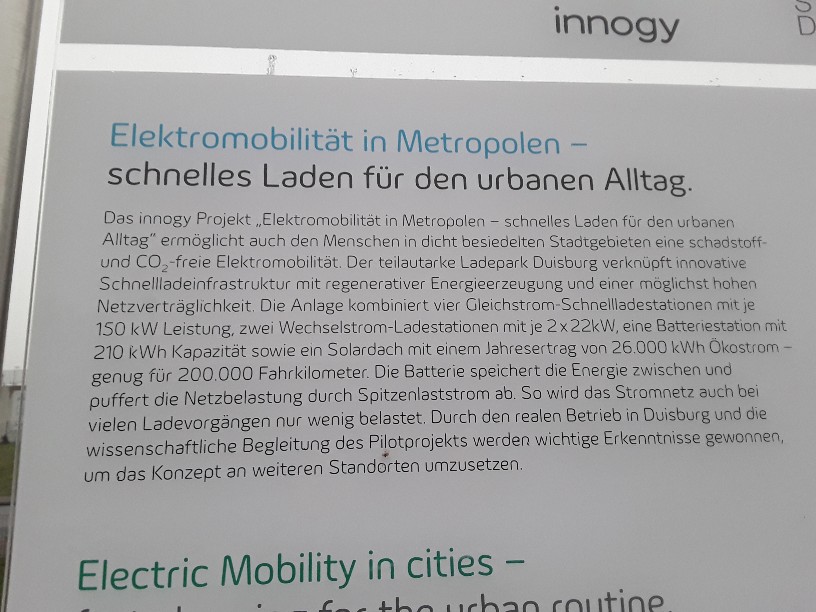 innogy
Elektromobilität in Metropolen –
schnelles Laden für den urbanen Alltag.
Das innogy Projekt „Elektromobilität in Metropolen – schnelles Laden für den urbanen
Alltag“ ermöglicht auch den Menschen in dicht besiedelten Stadtgebieten eine schadstoff-
und CO₂-freie Elektromobilität. Der teilautarke Ladepark Duisburg verknüpft innovative
Schnellladeinfrastruktur mit regenerativer Energieerzeugung und einer möglichst hohen
Netzverträglichkeit. Die Anlage kombiniert vier Gleichstrom-Schnellladestationen mit je
150 kW Leistung, zwei Wechselstrom-Ladestationen mit je 2x22kW, eine Batteriestation mit
210 kWh Kapazität sowie ein Solardach mit einem Jahresertrag von 26.000 kWh Ökostrom –
genug für 200.000 Fahrkilometer. Die Batterie speichert die Energie zwischen und
puffert die Netzbelastung durch Spitzenlaststrom ab. So wird das Stromnetz auch bei
vielen Ladevorgängen nur wenig belastet. Durch den realen Betrieb in Duisburg und die
wissenschaftliche Begleitung des Pilotprojekts werden wichtige Erkenntnisse gewonnen,
um das Konzept an weiteren Standorten umzusetzen.
Electric Mobility in cities –
for the urban routine.